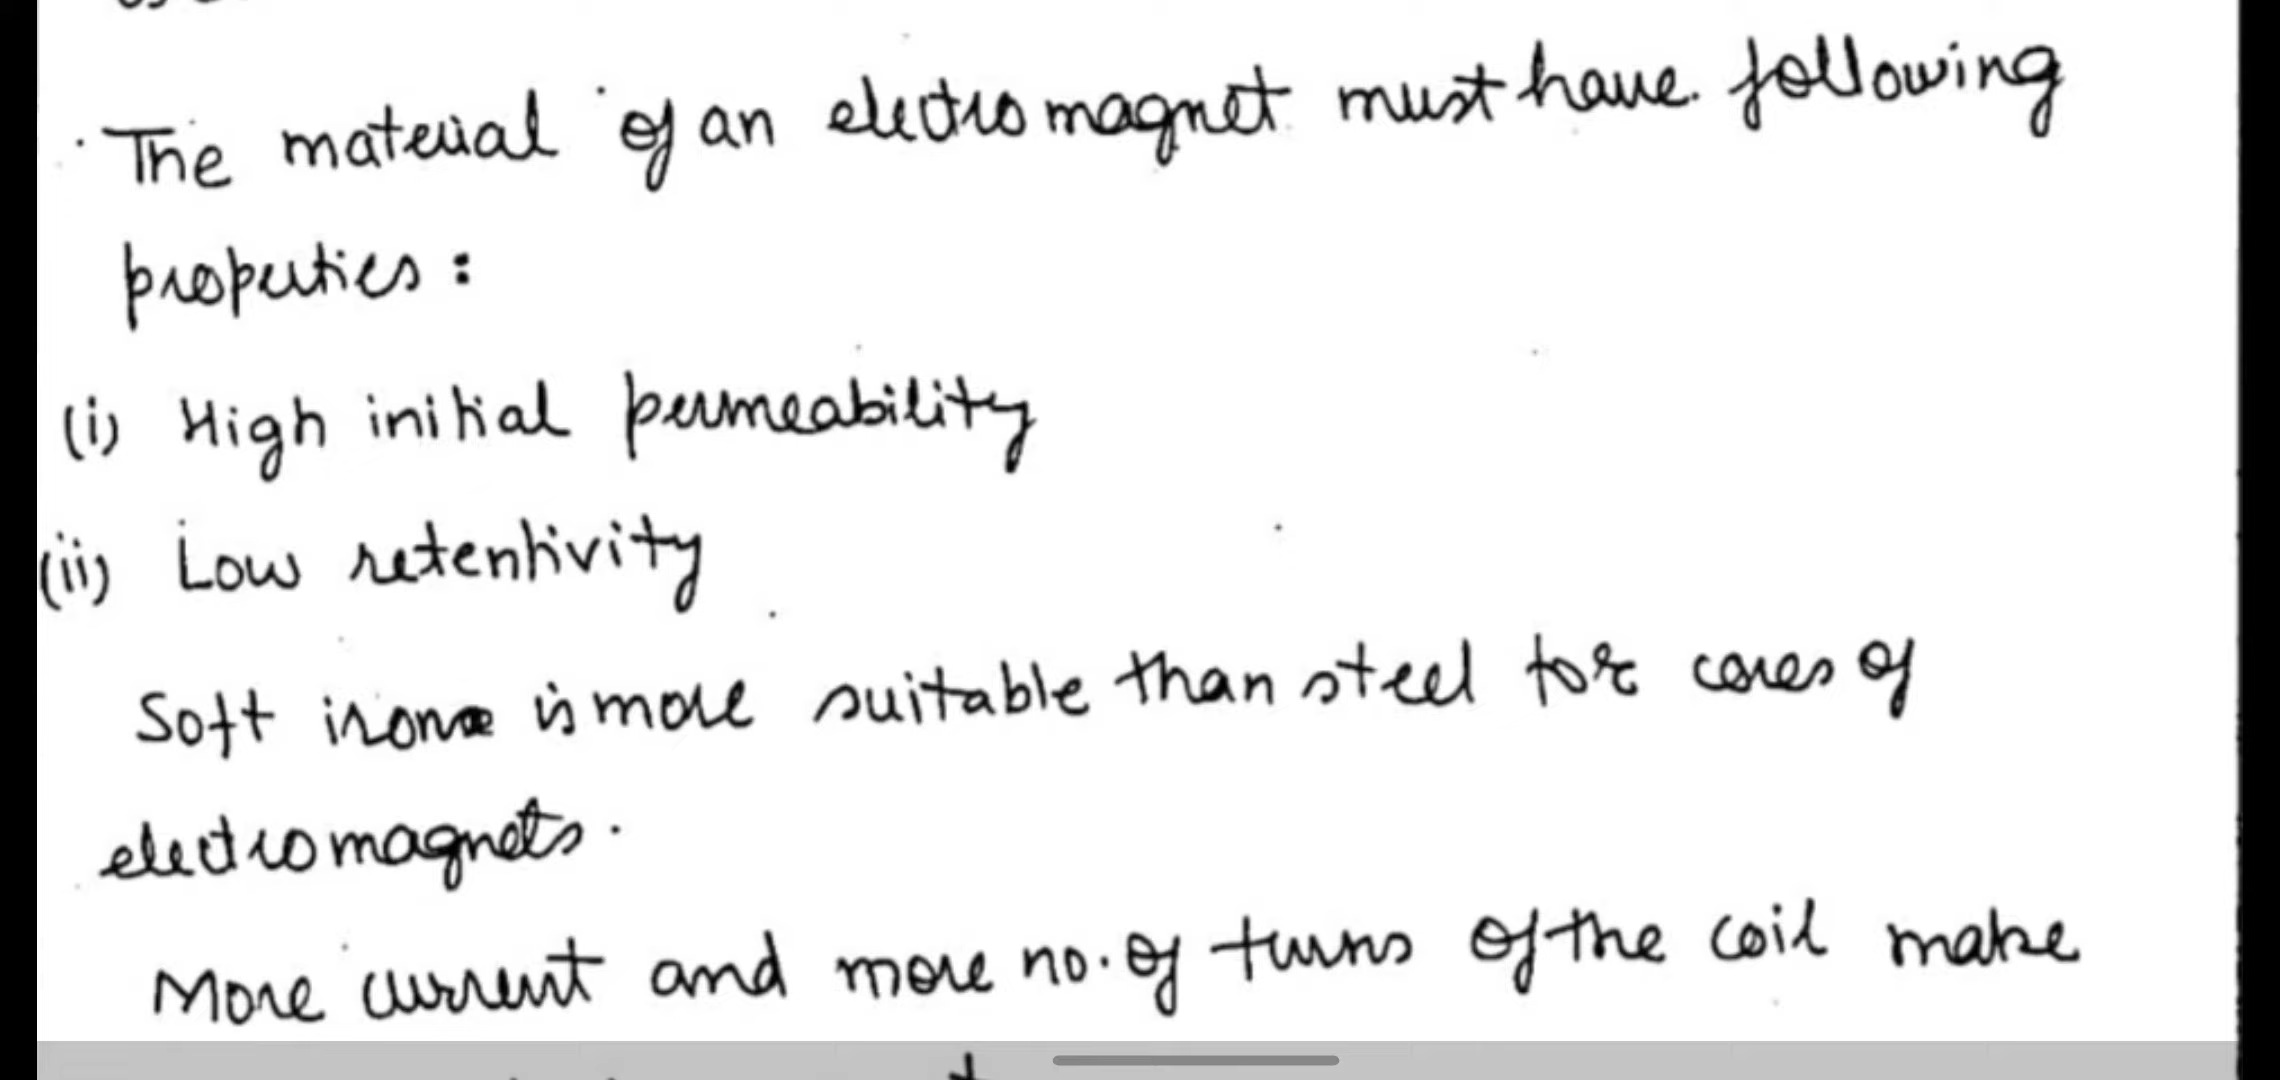 The material of an electromagnet must have following
properties :
(i) High initial permeability
(ii) Low retentivity
Soft iron is more suitable than steel for cores of
electromagnets.
More current and more no. of turns of the coil make